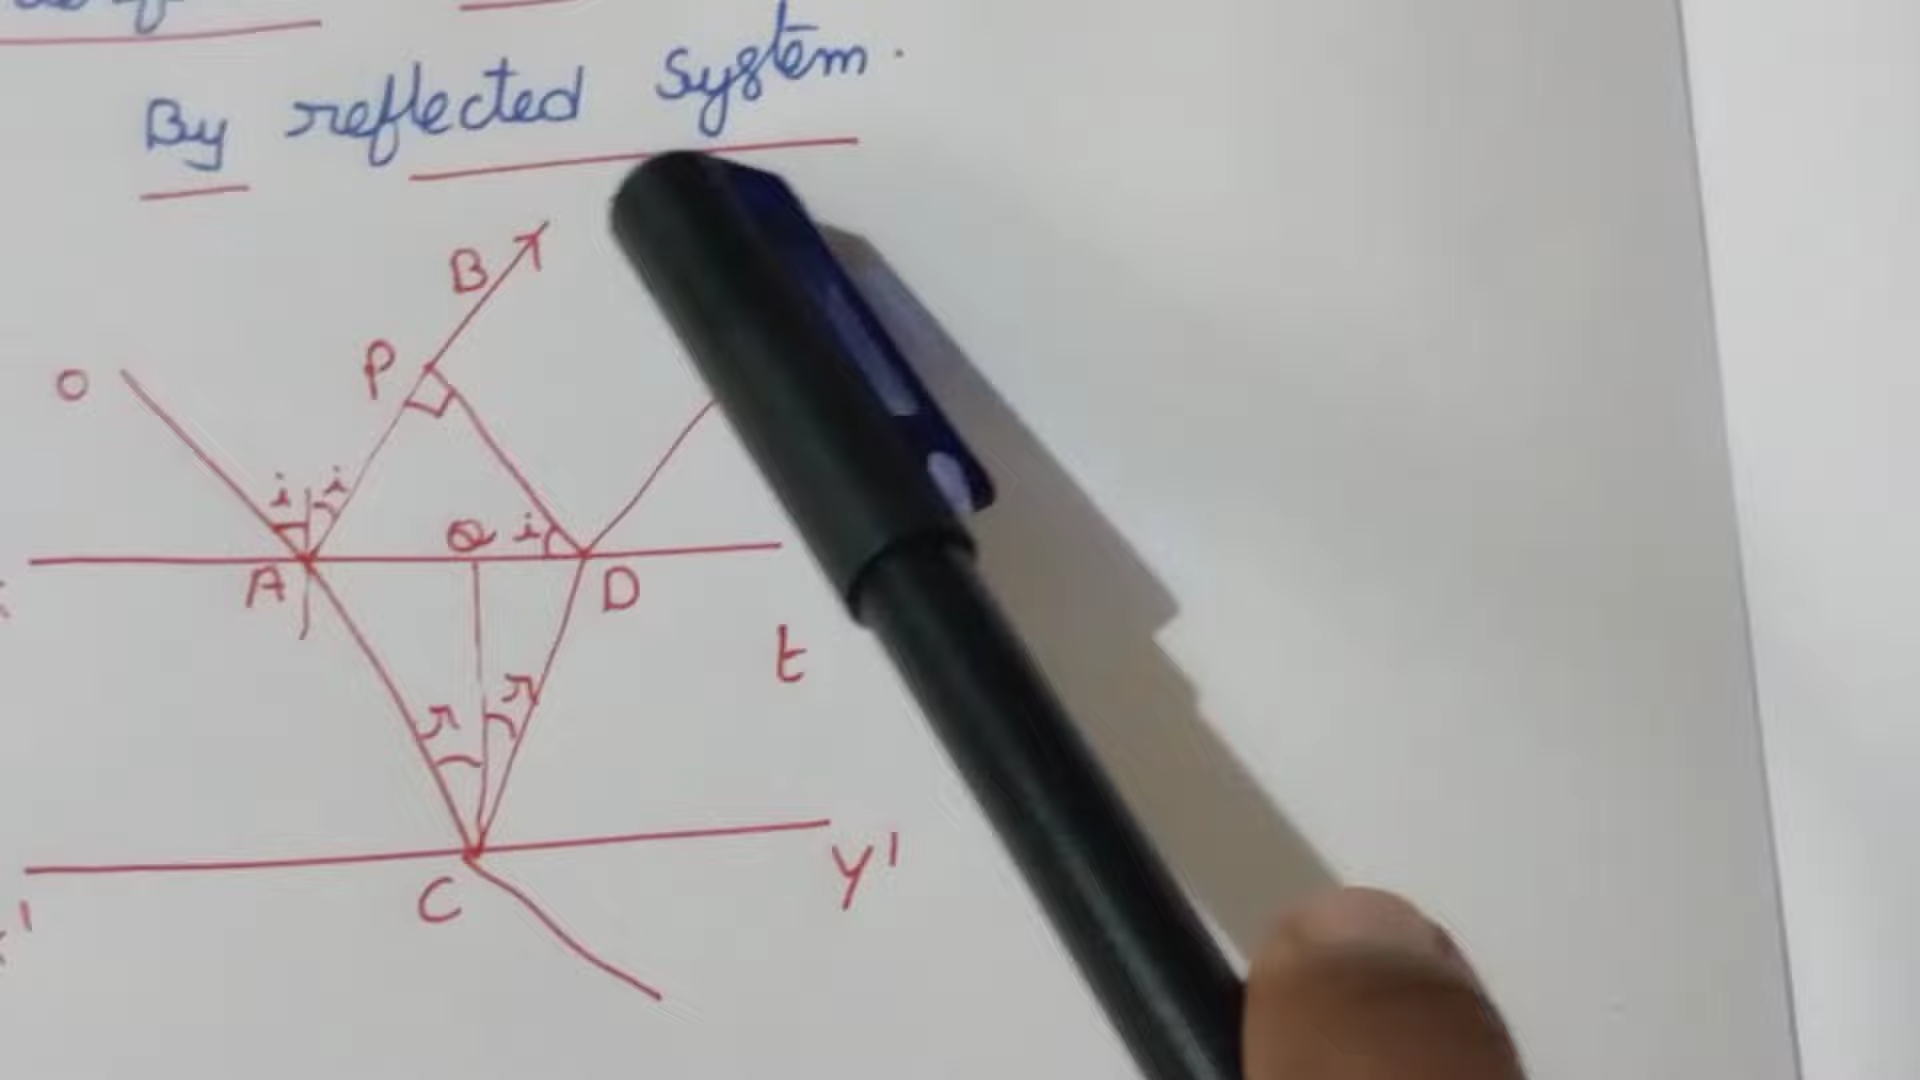 By reflected System.
B
P
O
i i
Q i
A D
t
r r
y'
C